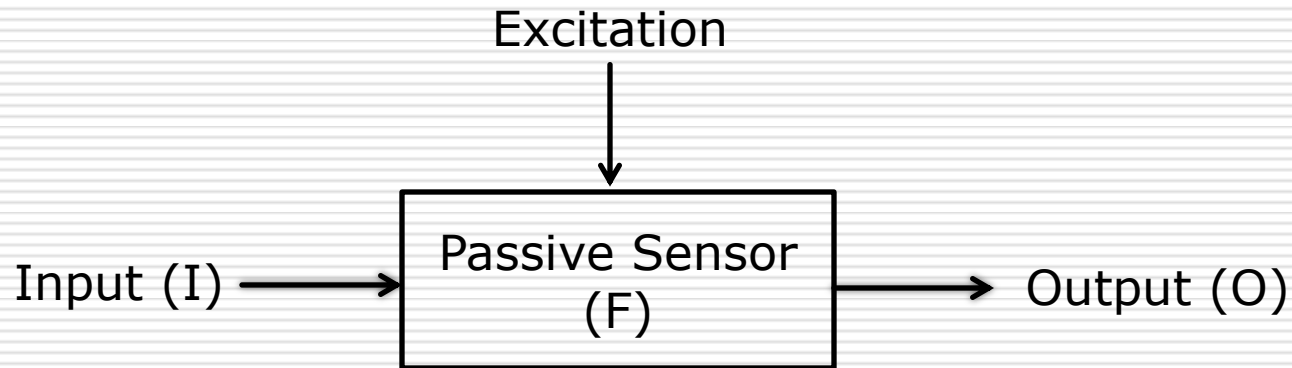 Excitation
Input (I)
Passive Sensor
(F)
Output (O)